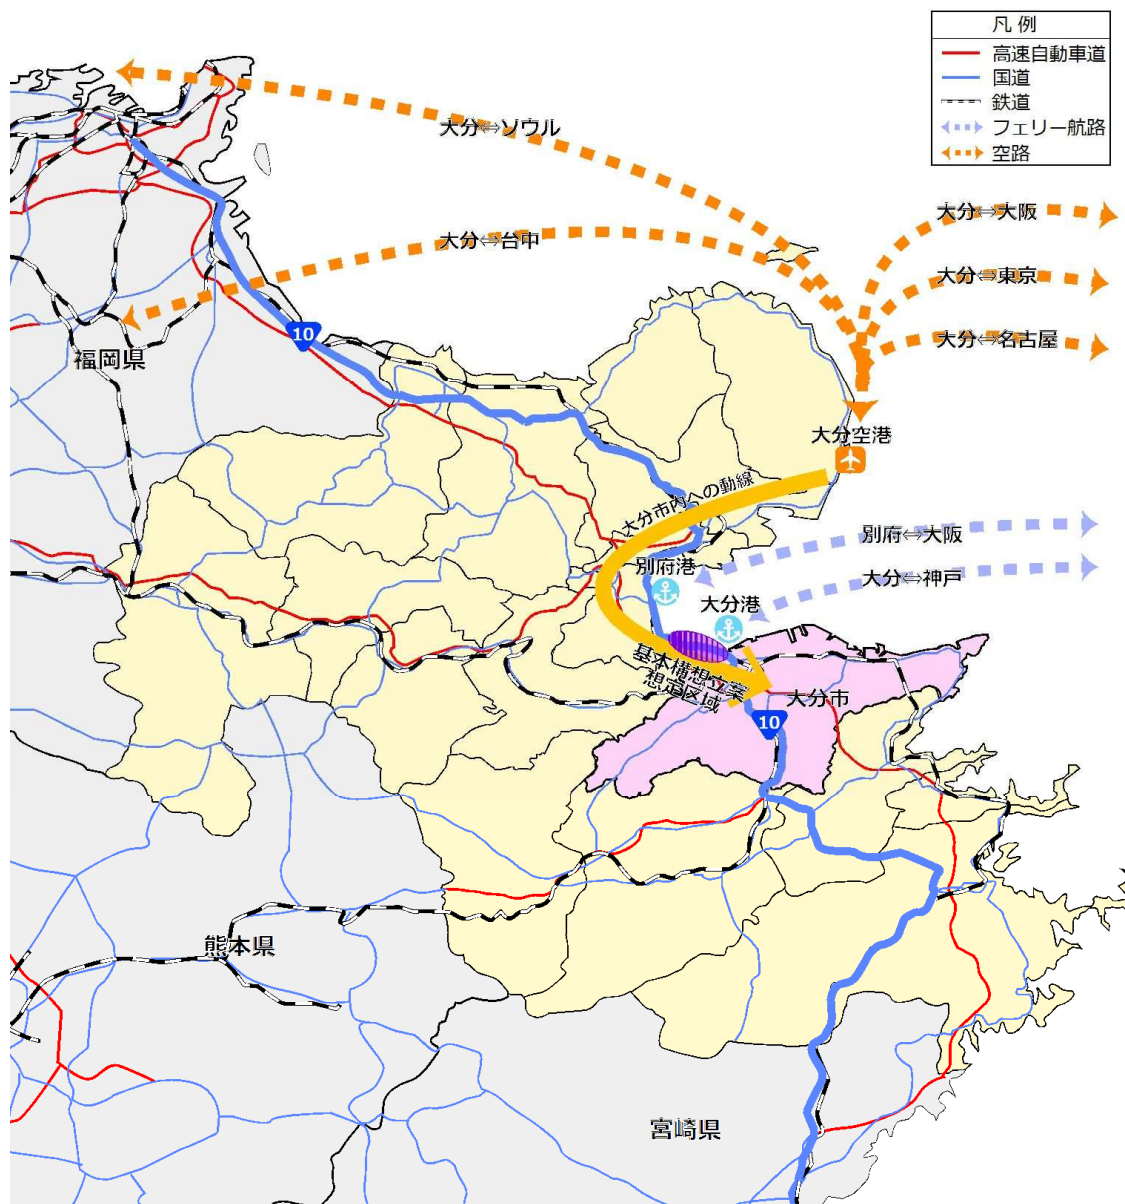 凡 例
高速自動車道
国道
鉄道
フェリー航路
空路
大分⇔ソウル
大分⇔大阪
大分⇔台中
大分⇔東京
10
大分⇔名古屋
福岡県
大分空港
大分市内への動線
別府⇔大阪
別府港
大分⇔神戸
大分港
基本構想立案
想定区域
大分市
10
熊本県
宮崎県